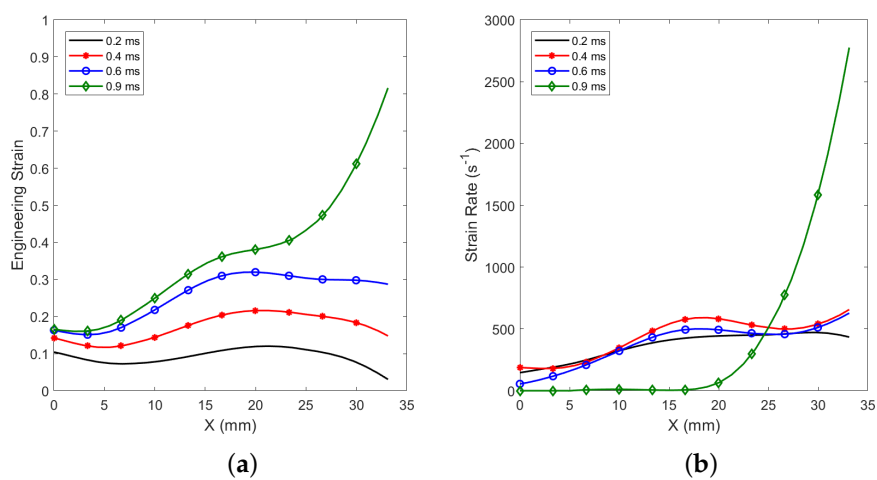 1
0.9
0.8
0.7
0.6
0.5
0.4
0.3
0.2
0.1
0
Engineering Strain
0.2 ms
0.4 ms
0.6 ms
0.9 ms
0 5 10 15 20 25 30 35
X (mm)
(a)
3000
2500
2000
1500
1000
500
0
Strain Rate (s⁻¹)
0.2 ms
0.4 ms
0.6 ms
0.9 ms
0 5 10 15 20 25 30 35
X (mm)
(b)